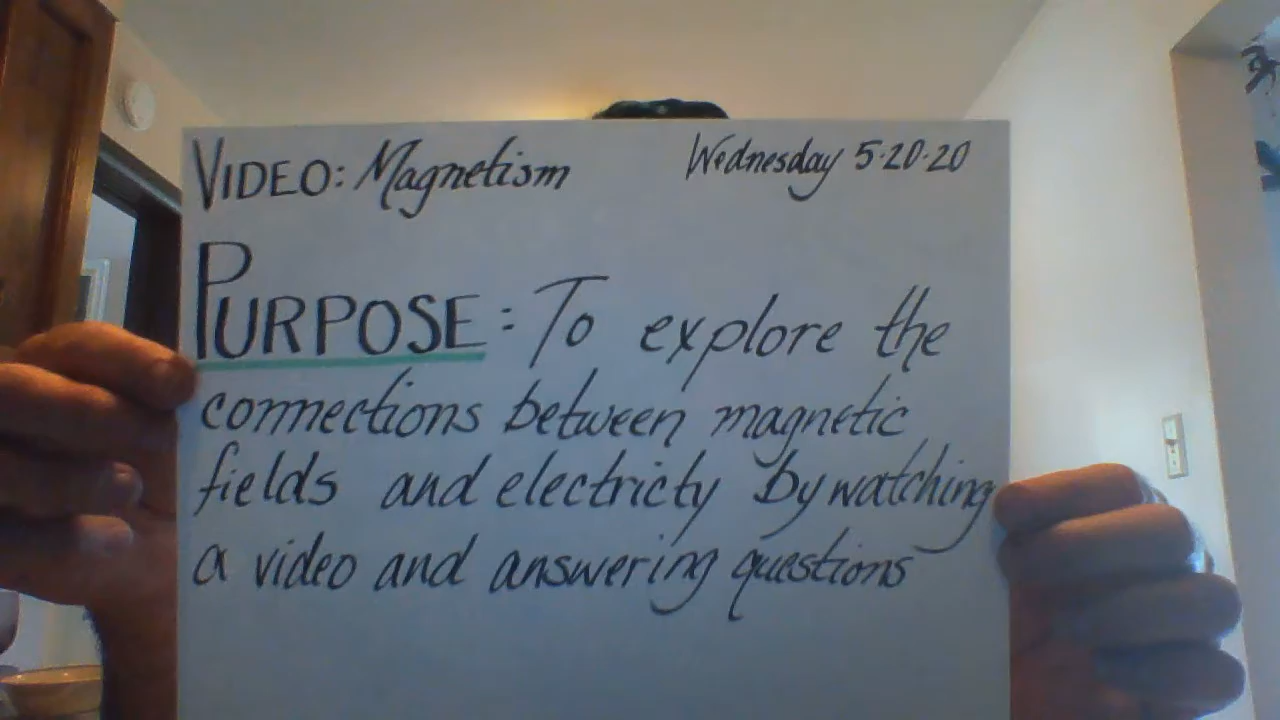 VIDEO: Magnetism Wednesday 5.20.20
PURPOSE: To explore the
connections between magnetic
fields and electricty by watching
a video and answering questions